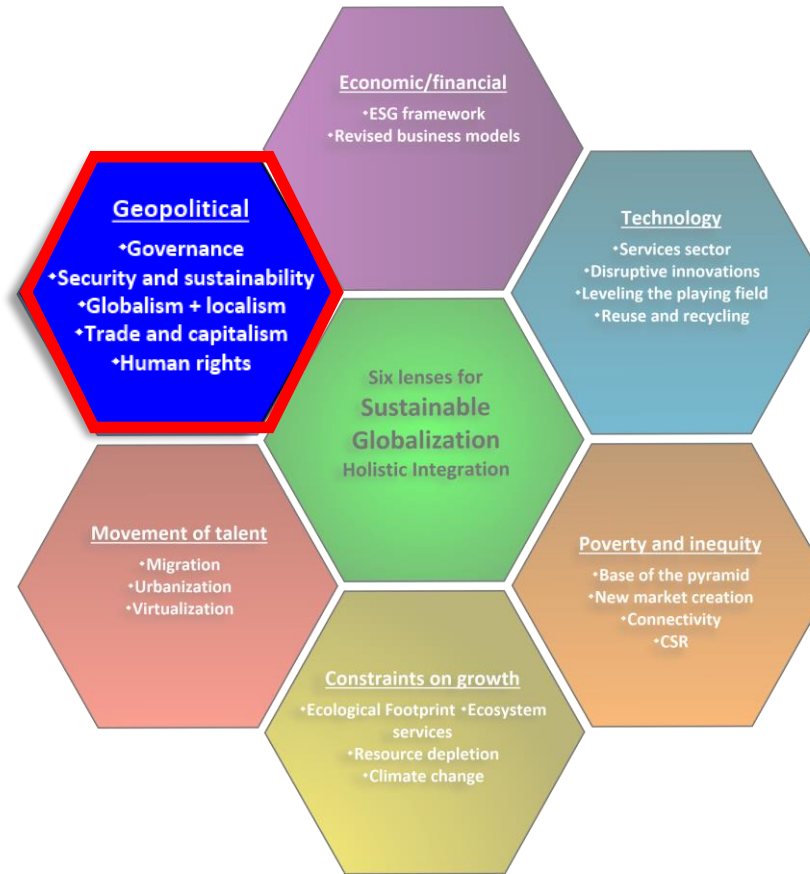 Economic/financial
◆ESG framework
◆Revised business models
Geopolitical
◆Governance
◆Security and sustainability
◆Globalism + localism
◆Trade and capitalism
◆Human rights
Technology
◆Services sector
◆Disruptive innovations
◆Leveling the playing field
◆Reuse and recycling
Six lenses for
Sustainable
Globalization
Holistic Integration
Movement of talent
◆Migration
◆Urbanization
◆Virtualization
Poverty and inequity
◆Base of the pyramid
◆New market creation
◆Connectivity
◆CSR
Constraints on growth
◆Ecological Footprint ◆Ecosystem
services
◆Resource depletion
◆Climate change